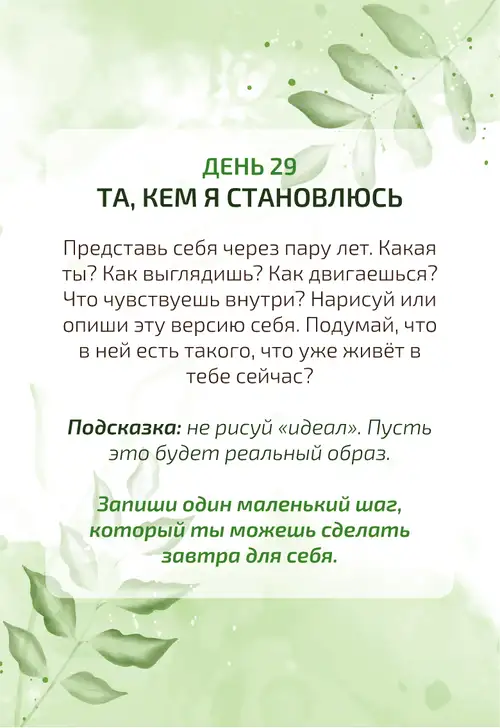 ДЕНЬ 29
ТА, КЕМ Я СТАНОВЛЮСЬ
Представь себя через пару лет. Какая
ты? Как выглядишь? Как двигаешься?
Что чувствуешь внутри? Нарисуй или
опиши эту версию себя. Подумай, что
в ней есть такого, что уже живёт в
тебе сейчас?
Подсказка: не рисуй «идеал». Пусть
это будет реальный образ.
Запиши один маленький шаг,
который ты можешь сделать
завтра для себя.